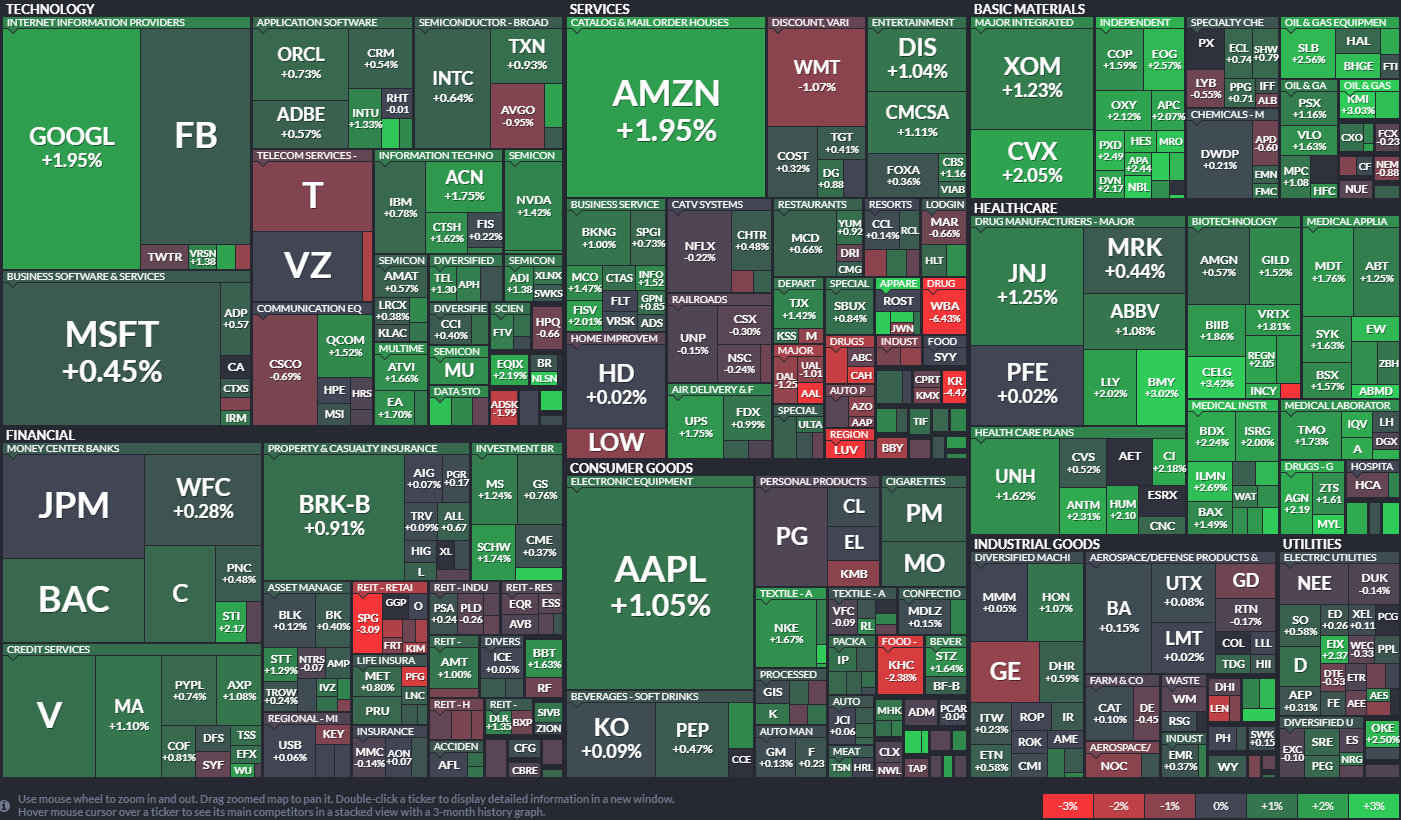 TECHNOLOGY
INTERNET INFORMATION PROVIDERS
GOOGL
+1.95%
FB
TWTR
VRSN
+1.38
APPLICATION SOFTWARE
ORCL
+0.73%
ADBE
+0.57%
CRM
+0.54%
INTU
+1.33%
RHT
-0.01
SEMICONDUCTOR - BROAD
INTC
+0.64%
TXN
+0.93%
AVGO
-0.95%
TELECOM SERVICES -
T
VZ
INFORMATION TECHNO
IBM
+0.78%
ACN
+1.75%
CTSH
+1.62%
FIS
+0.22%
SEMICON
NVDA
+1.42%
BUSINESS SOFTWARE & SERVICES
MSFT
+0.45%
ADP
+0.57
CA
CTXS
IRM
COMMUNICATION EQ
CSCO
-0.69%
QCOM
+1.52%
HPE
HRS
MSI
SEMICON
AMAT
+0.57%
LRCX
+0.38%
KLAC
DIVERSIFIED
TEL
+1.30
APH
SEMICON
ADI
+1.38
XLNX
SWKS
DIVERSIFIE
CCI
+0.40%
SCIEN
FTV
HPQ
-0.66
MULTIME
ATVI
+1.66%
EA
+1.70%
SEMICON
MU
EQIX
+2.19%
BR
NLSN
DATA STO
ADSK
-1.99
FINANCIAL
MONEY CENTER BANKS
JPM
WFC
+0.28%
BAC
C
PNC
+0.48%
STI
+2.17
PROPERTY & CASUALTY INSURANCE
BRK-B
+0.91%
AIG
+0.07%
PGR
+0.17
TRV
+0.09%
ALL
+0.67
HIG
XL
L
INVESTMENT BR
MS
+1.24%
GS
+0.76%
SCHW
+1.74%
CME
+0.37%
CREDIT SERVICES
V
MA
+1.10%
PYPL
+0.74%
AXP
+1.08%
COF
+0.81%
DFS
SYF
TSS
EFX
WU
ASSET MANAGE
BLK
+0.12%
BK
+0.40%
STT
+1.29%
NTRS
-0.07
AMP
TROW
+0.24%
IVZ
REGIONAL - MI
USB
+0.06%
KEY
REIT - RETAI
SPG
-3.09
GGP
O
FRT
KIM
LIFE INSURA
MET
+0.80%
PFG
LNC
PRU
INSURANCE
MMC
-0.14%
AON
+0.07
REIT - INDU
PSA
+0.24
PLD
-0.26
REIT - RES
EQR
ESS
AVB
REIT -
AMT
+1.00%
DIVERS
ICE
+0.05%
BBT
+1.63%
RF
REIT - H
REIT -
DLR
+1.35
BXP
SIVB
ZION
ACCIDEN
AFL
CFG
CBRE
SERVICES
CATALOG & MAIL ORDER HOUSES
AMZN
+1.95%
DISCOUNT, VARI
WMT
-1.07%
COST
+0.32%
TGT
+0.41%
DG
+0.88
ENTERTAINMENT
DIS
+1.04%
CMCSA
+1.11%
FOXA
+0.36%
CBS
+1.16
VIAB
BUSINESS SERVICE
BKNG
+1.00%
SPGI
+0.73%
MCO
+1.47%
CTAS
INFO
+1.52
FLT
GPN
+0.85
FISV
+2.01%
VRSK
ADS
CATV SYSTEMS
NFLX
-0.22%
CHTR
+0.48%
RESTAURANTS
MCD
+0.66%
YUM
+0.92
DRI
CMG
RESORTS
CCL
+0.14%
RCL
LODGIN
MAR
-0.66%
HLT
RAILROADS
UNP
-0.15%
CSX
-0.30%
NSC
-0.24%
DEPART
TJX
+1.42%
KSS
M
SPECIAL
SBUX
+0.84%
APPARE
ROST
JWN
DRUG
WBA
-6.43%
HOME IMPROVEM
HD
+0.02%
LOW
MAJOR
DAL
-1.25
UAL
-1.01
AAL
DRUGS
ABC
CAH
INDUST
FOOD
SYY
AIR DELIVERY & F
UPS
+1.75%
FDX
+0.99%
SPECIAL
ULTA
AUTO P
AZO
AAP
REGION
LUV
CPRT
KMX
KR
-4.47
TIF
BBY
CONSUMER GOODS
ELECTRONIC EQUIPMENT
AAPL
+1.05%
PERSONAL PRODUCTS
PG
CL
EL
KMB
CIGARETTES
PM
MO
TEXTILE - A
NKE
+1.67%
TEXTILE - A
VFC
-0.09
RL
CONFECTIO
MDLZ
+0.15%
PACKA
IP
FOOD -
KHC
-2.38%
BEVER
STZ
+1.64%
BF-B
BEVERAGES - SOFT DRINKS
KO
+0.09%
PEP
+0.47%
CCE
PROCESSED
GIS
K
AUTO
JCI
+0.06
MHK
ADM
PCAR
-0.04
AUTO MAN
GM
+0.13%
F
+0.23
MEAT
TSN
HRL
CLX
NWL
TAP
BASIC MATERIALS
MAJOR INTEGRATED
XOM
+1.23%
CVX
+2.05%
INDEPENDENT
COP
+1.59%
EOG
+2.57%
OXY
+2.12%
APC
+2.07%
PXD
+2.49
HES
MRO
APA
+2.44
DVN
+2.17
NBL
SPECIALTY CHE
PX
ECL
+0.74
SHW
+0.79
LYB
-0.55%
PPG
+0.71
IFF
ALB
CHEMICALS - M
DWDP
+0.21%
APD
-0.60
EMN
FMC
OIL & GAS EQUIPMEN
SLB
+2.56%
HAL
BHGE
FTI
OIL & GA
PSX
+1.16%
VLO
+1.63%
MPC
+1.08
HFC
OIL & GAS
KMI
+3.03%
CXO
FCX
-0.23
CF
NEM
-0.88
NUE
HEALTHCARE
DRUG MANUFACTURERS - MAJOR
JNJ
+1.25%
MRK
+0.44%
ABBV
+1.08%
PFE
+0.02%
LLY
+2.02%
BMY
+3.02%
BIOTECHNOLOGY
AMGN
+0.57%
GILD
+1.52%
BIIB
+1.86%
VRTX
+1.81%
CELG
+3.42%
REGN
+2.05
INCY
MEDICAL APPLIA
MDT
+1.76%
ABT
+1.25%
SYK
+1.63%
EW
BSX
+1.57%
ZBH
ABMD
HEALTH CARE PLANS
UNH
+1.62%
CVS
+0.52%
AET
CI
+2.18%
ANTM
+2.31%
HUM
+2.10
ESRX
CNC
MEDICAL INSTR
BDX
+2.24%
ISRG
+2.00%
ILMN
+2.69%
WAT
BAX
+1.49%
MEDICAL LABORATOR
TMO
+1.73%
IQV
LH
A
DGX
DRUGS - G
AGN
+2.19
ZTS
+1.61
MYL
HOSPITA
HCA
INDUSTRIAL GOODS
DIVERSIFIED MACHI
MMM
+0.05%
HON
+1.07%
GE
DHR
+0.59%
ITW
+0.23%
ROP
IR
ETN
+0.58%
ROK
AME
CMI
AEROSPACE/DEFENSE PRODUCTS &
BA
+0.15%
UTX
+0.08%
LMT
+0.02%
GD
RTN
-0.17%
COL
LLL
TDG
HII
FARM & CO
CAT
+0.10%
DE
-0.45
AEROSPACE/
NOC
WASTE
WM
RSG
INDUST
EMR
+0.37%
DHI
LEN
PH
SWK
+0.15
WY
UTILITIES
ELECTRIC UTILITIES
NEE
DUK
-0.14%
SO
+0.58%
ED
+0.26
XEL
+0.11
PCG
D
EIX
+2.37
WEC
-0.33
PPL
DTE
-0.53
ETR
AEP
+0.31%
FE
AEE
AES
DIVERSIFIED U
EXC
-0.10
SRE
ES
PEG
NRG
OKE
+2.50%
Use mouse wheel to zoom in and out. Drag zoomed map to pan it. Double-click a ticker to display detailed information in a new window.
Hover mouse cursor over a ticker to see its main competitors in a stacked view with a 3-month history graph.
-3%
-2%
-1%
0%
+1%
+2%
+3%